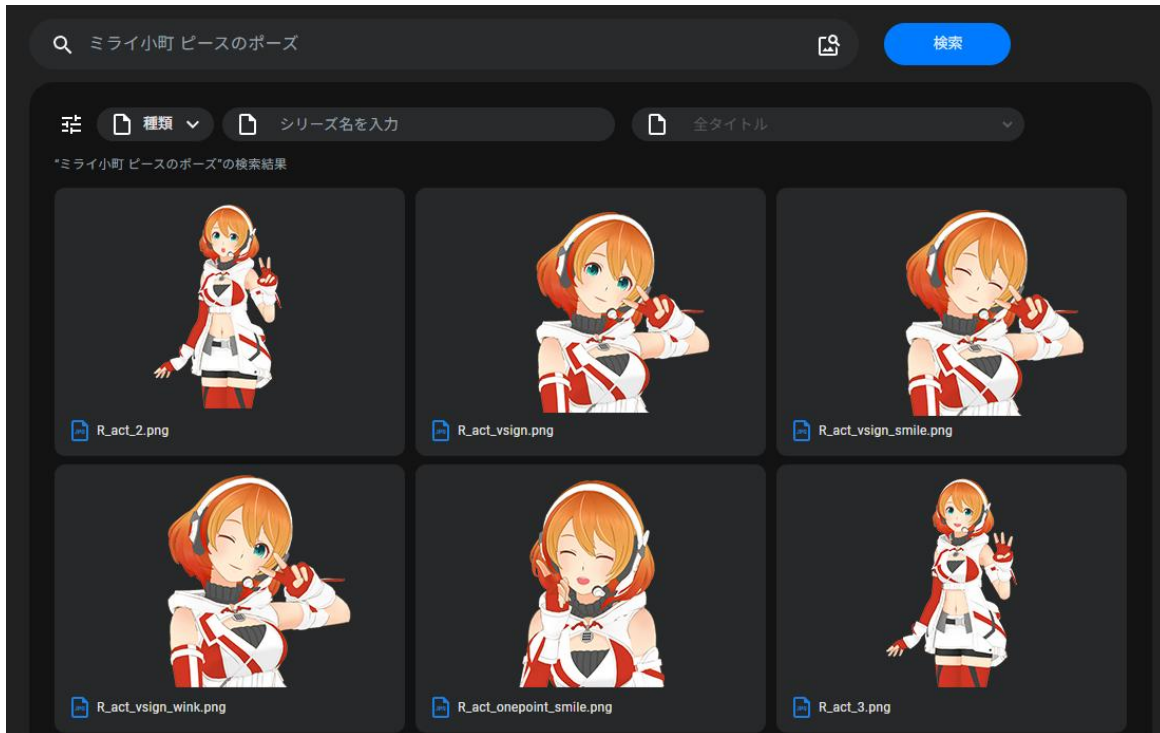 ミライ小町 ピースのポーズ
検索
種類
シリーズ名を入力
全タイトル
"ミライ小町 ピースのポーズ"の検索結果
R_act_2.png
R_act_vsign.png
R_act_vsign_smile.png
R_act_vsign_wink.png
R_act_onepoint_smile.png
R_act_3.png